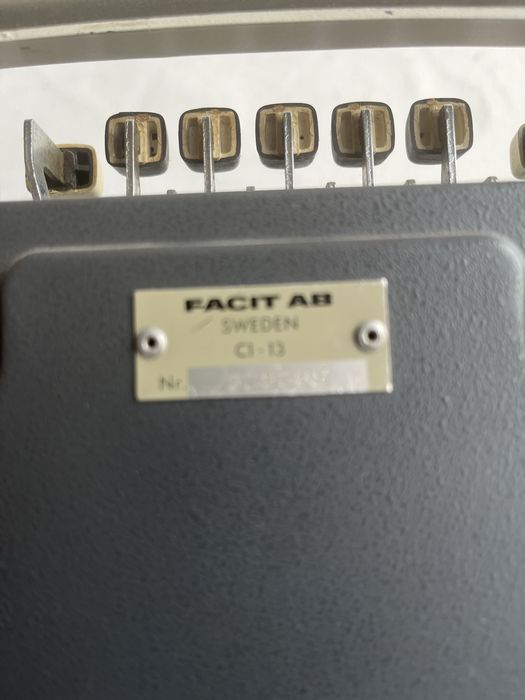 FACIT AB
SWEDEN
C1-13
Nr.